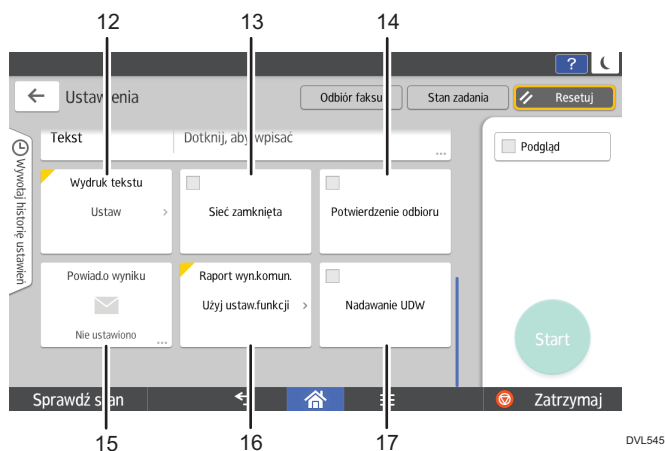 12
13
14
?
Ustawienia
Odbiór faksu
Stan zadania
Resetuj
Wywołaj historię ustawień
Tekst
Dotknij, aby wpisać
...
Podgląd
Wydruk tekstu
Ustaw
Sieć zamknięta
Potwierdzenie odbioru
Powiad.o wyniku
Nie ustawiono
...
Raport wyn.komun.
Użyj ustaw.funkcji
Nadawanie UDW
Start
Sprawdź stan
Zatrzymaj
15
16
17
DVL545